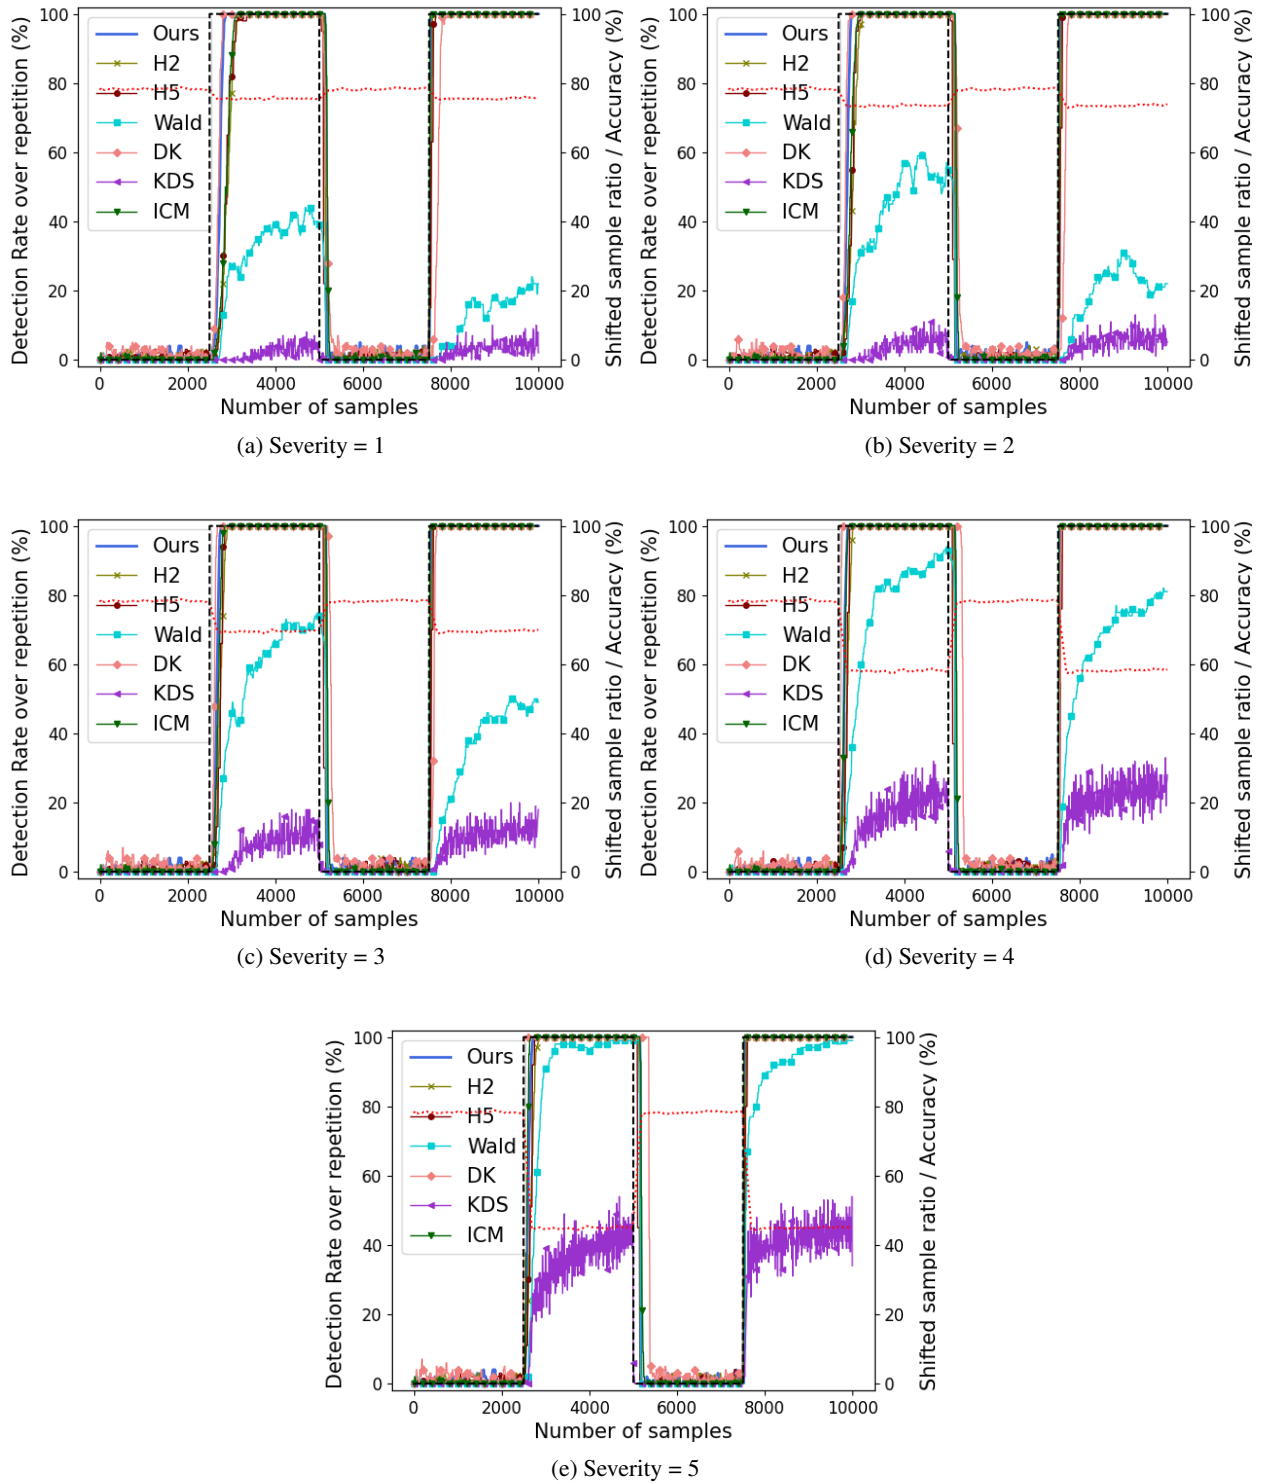 Detection Rate over repetition (%)
100
80
60
40
20
0
Ours
H2
H5
Wald
DK
KDS
ICM
0 2000 4000 6000 8000 10000
Number of samples
100
80
60
40
20
0
Shifted sample ratio / Accuracy (%)
(a) Severity = 1
Detection Rate over repetition (%)
100
80
60
40
20
0
Ours
H2
H5
Wald
DK
KDS
ICM
0 2000 4000 6000 8000 10000
Number of samples
100
80
60
40
20
0
Shifted sample ratio / Accuracy (%)
(b) Severity = 2
Detection Rate over repetition (%)
100
80
60
40
20
0
Ours
H2
H5
Wald
DK
KDS
ICM
0 2000 4000 6000 8000 10000
Number of samples
100
80
60
40
20
0
Shifted sample ratio / Accuracy (%)
(c) Severity = 3
Detection Rate over repetition (%)
100
80
60
40
20
0
Ours
H2
H5
Wald
DK
KDS
ICM
0 2000 4000 6000 8000 10000
Number of samples
100
80
60
40
20
0
Shifted sample ratio / Accuracy (%)
(d) Severity = 4
Detection Rate over repetition (%)
100
80
60
40
20
0
Ours
H2
H5
Wald
DK
KDS
ICM
0 2000 4000 6000 8000 10000
Number of samples
100
80
60
40
20
0
Shifted sample ratio / Accuracy (%)
(e) Severity = 5